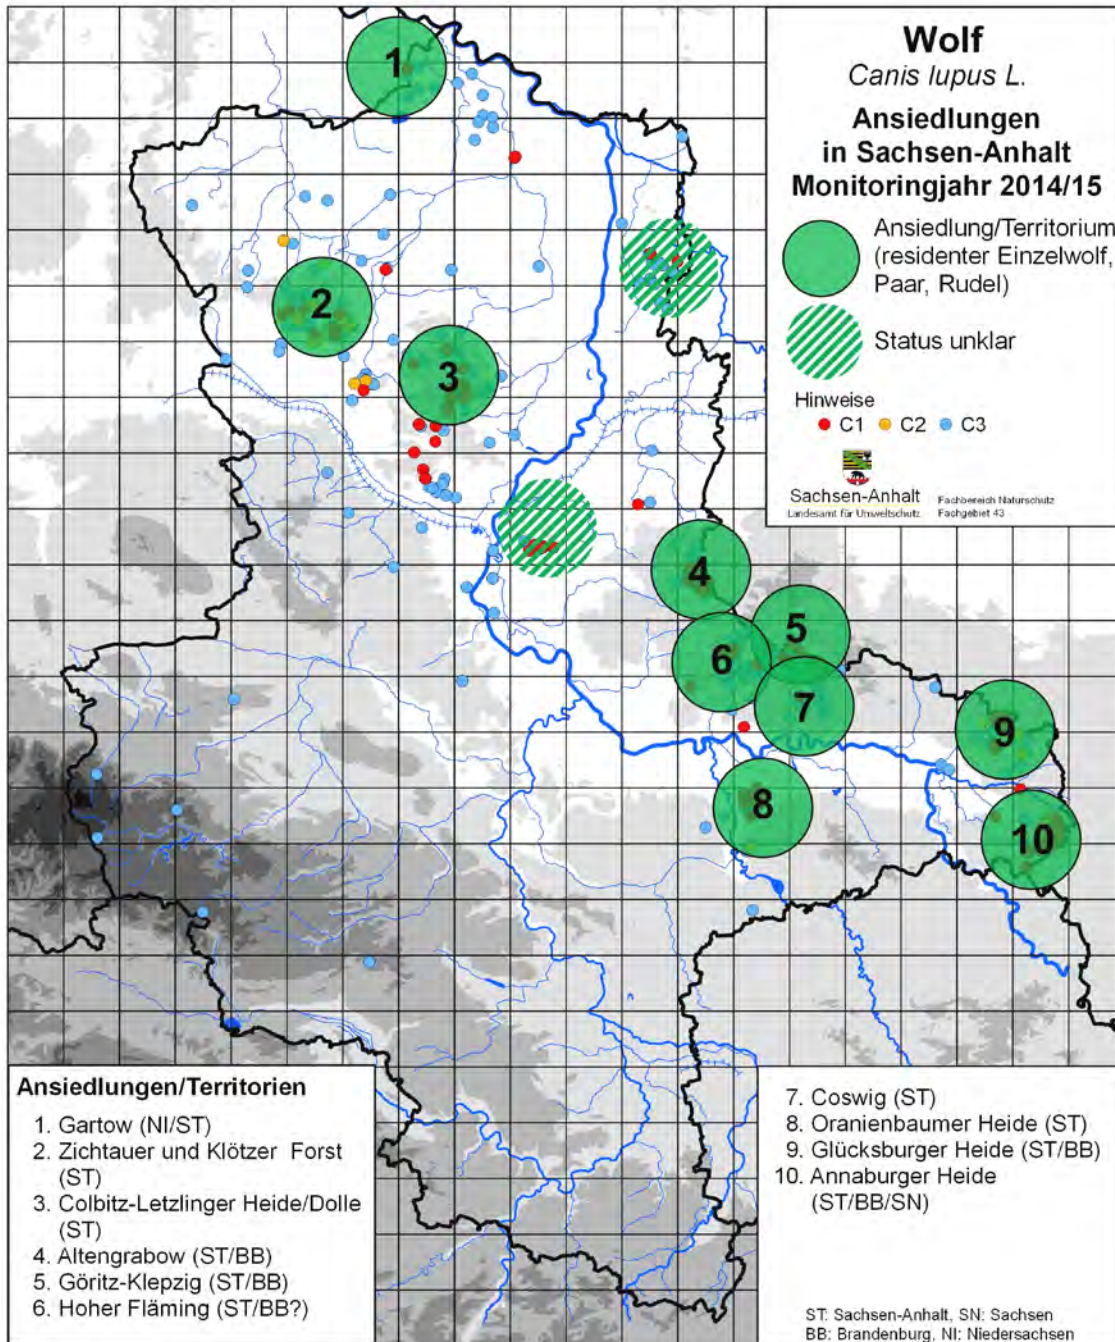 Wolf
Canis lupus L.
Ansiedlungen
in Sachsen-Anhalt
Monitoringjahr 2014/15
Ansiedlung/Territorium
(residenter Einzelwolf,
Paar, Rudel)
Status unklar
Hinweise
C1 C2 C3
Sachsen-Anhalt
Landesamt für Umweltschutz
Fachbereich Naturschutz
Fachgebiet 43
1
2
3
4
5
6
7
8
9
10
Ansiedlungen/Territorien
1. Gartow (NI/ST)
2. Zichtauer und Klötzer Forst
(ST)
3. Colbitz-Letzlinger Heide/Dolle
(ST)
4. Altengrabow (ST/BB)
5. Göritz-Klepzig (ST/BB)
6. Hoher Fläming (ST/BB?)
7. Coswig (ST)
8. Oranienbaumer Heide (ST)
9. Glücksburger Heide (ST/BB)
10. Annaburger Heide
(ST/BB/SN)
ST: Sachsen-Anhalt, SN: Sachsen
BB: Brandenburg, NI: Niedersachsen